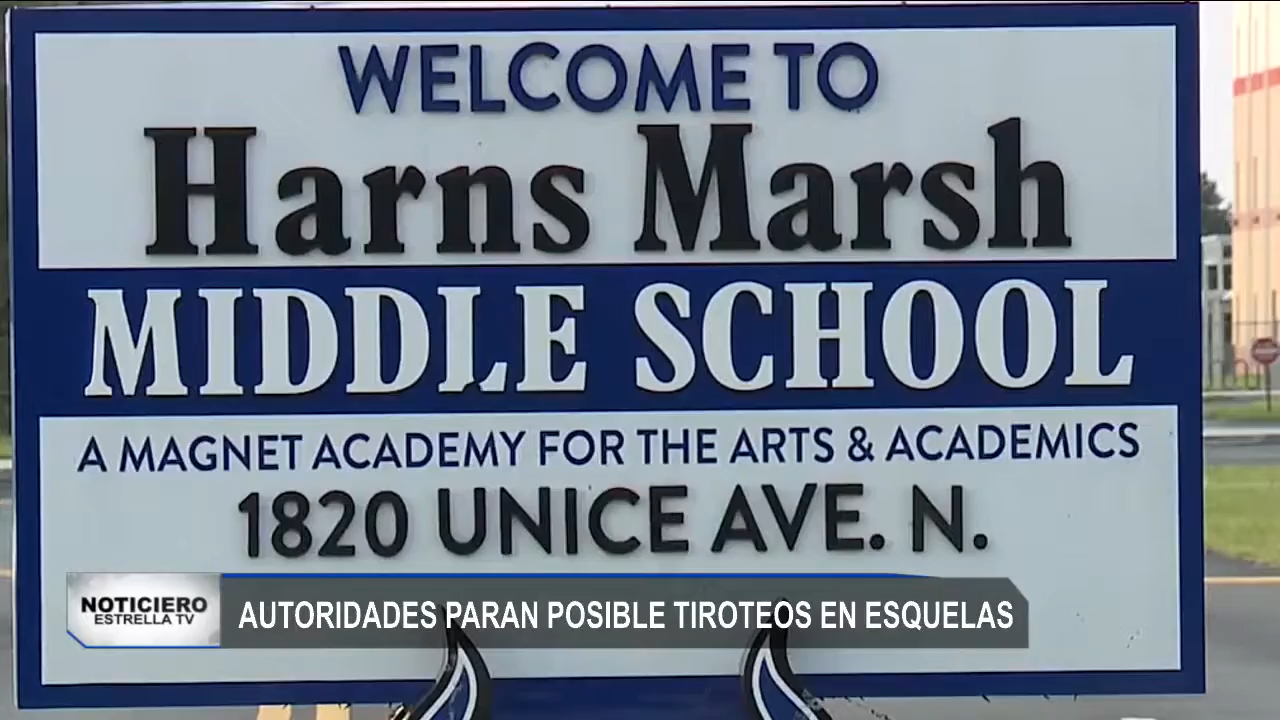 WELCOME TO
Harns Marsh
MIDDLE SCHOOL
A MAGNET ACADEMY FOR THE ARTS & ACADEMICS
1820 UNICE AVE. N.
NOTICIERO
ESTRELLA TV
AUTORIDADES PARAN POSIBLE TIROTEOS EN ESQUELAS